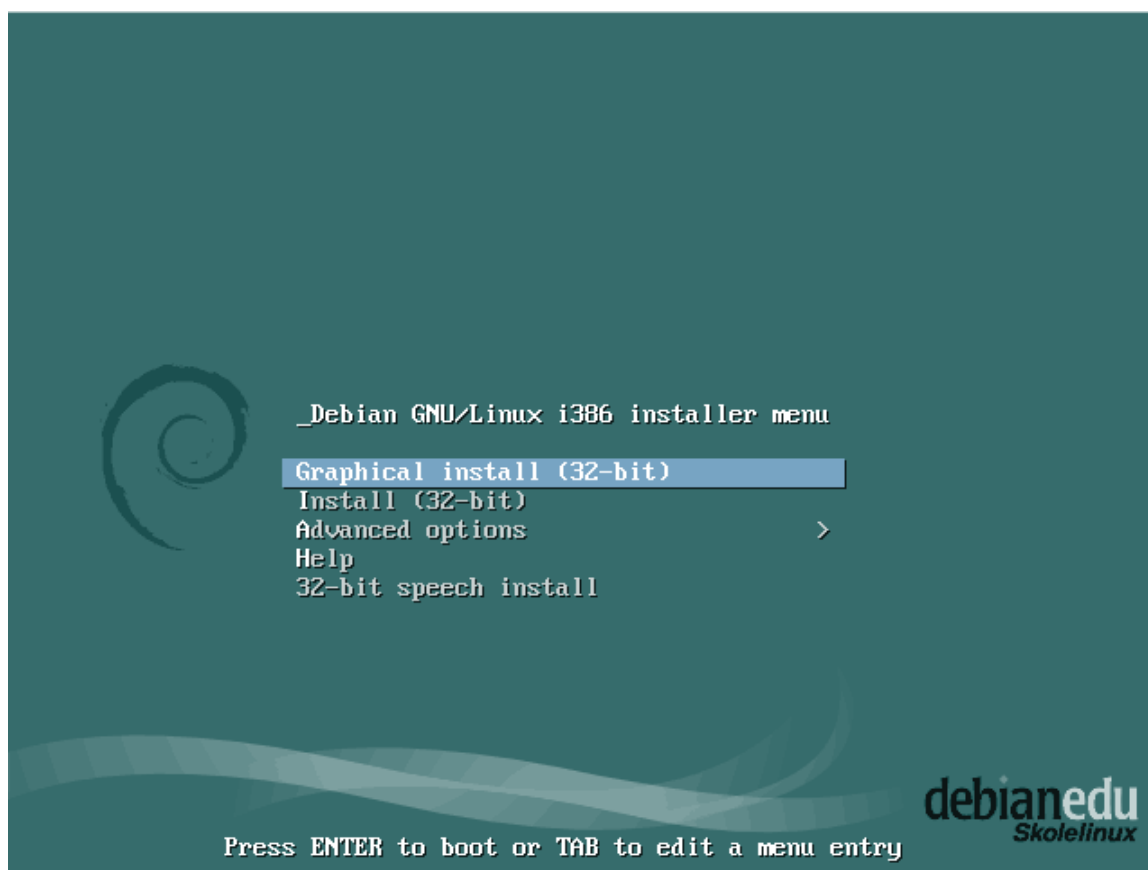 _Debian GNU/Linux i386 installer menu
Graphical install (32-bit)
Install (32-bit)
Advanced options >
Help
32-bit speech install
debianedu
Skolelinux
Press ENTER to boot or TAB to edit a menu entry